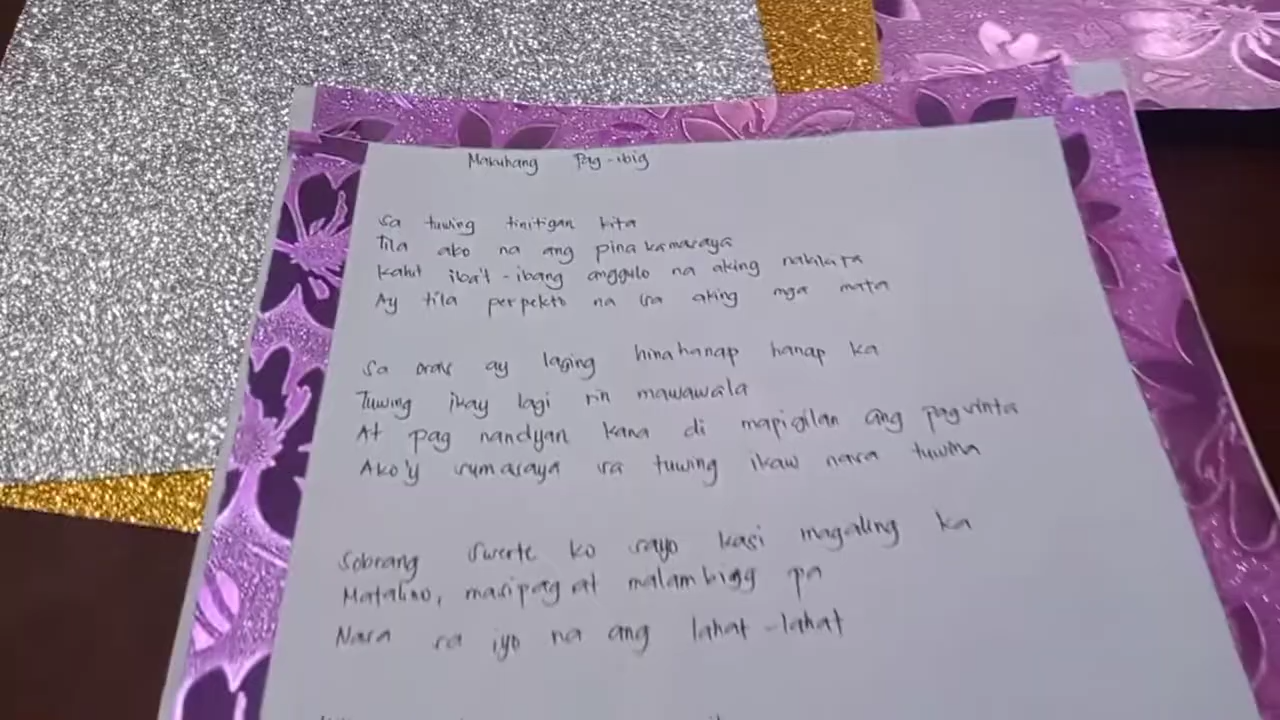 Makuhang Pag-ibig
Sa tuwing tinitigan kita
Tila ako na ang pinakamasaya
Kahit iba't-ibang anggulo na aking nakikita
Ay tila perpekto na sa aking mga mata
Sa oras ay laging hinahanap hanap ka
Tuwing ikay lagi rin mawawala
At pag nandyan kana di mapigilan ang pagsinta
Ako'y sumasaya sa tuwing ikaw nasa tuwina
Sobrang swerte ko sayo kasi magaling ka
Matalino, masipag at malambigg pa
Nasa sa iyo na ang lahat-lahat